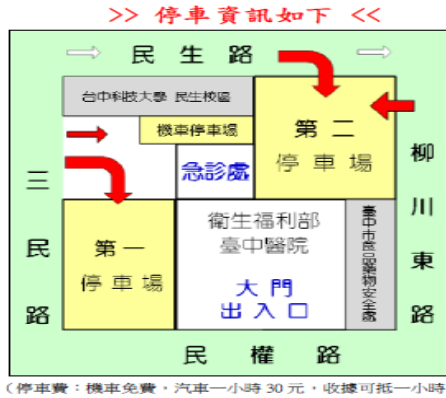 >> 停車資訊如下 <<
民生路
台中科技大學 民生校區
機車停車場
第二
停車場
急診處
三民路
柳川東路
第一
停車場
衛生福利部
臺中醫院
大門
出入口
臺中市食品藥物安全處
民權路
(停車費：機車免費，汽車一小時 30 元，收據可抵一小時